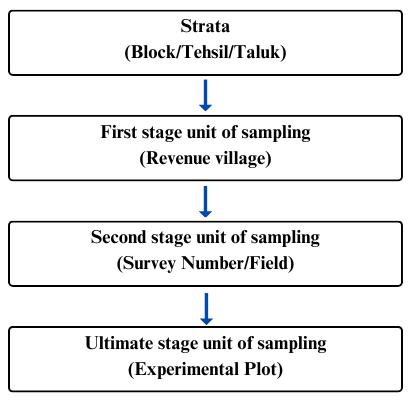 Strata
(Block/Tehsil/Taluk)
First stage unit of sampling
(Revenue village)
Second stage unit of sampling
(Survey Number/Field)
Ultimate stage unit of sampling
(Experimental Plot)